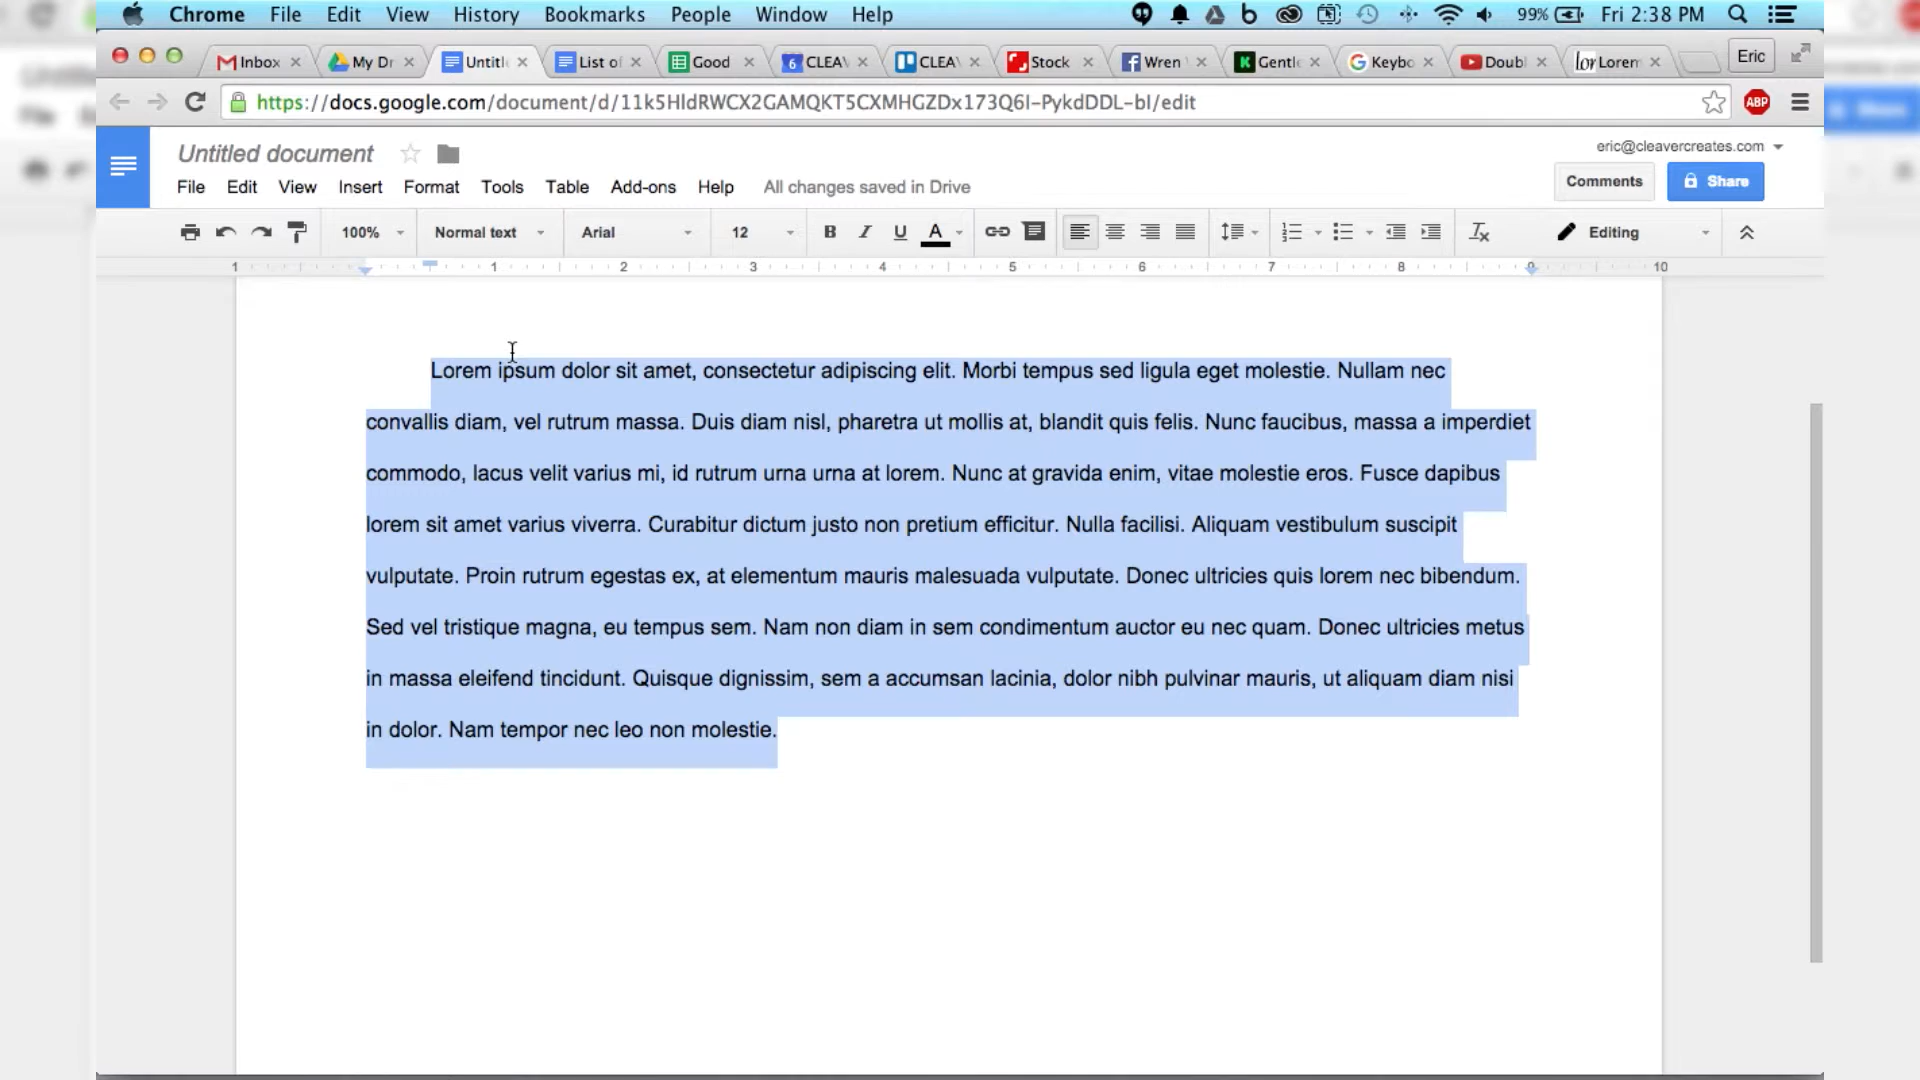 Chrome File Edit View History Bookmarks People Window Help 99% Fri 2:38 PM
Inbox My Dr Untitl List of Good 6 CLEAV CLEAV Stock Wren Gentle Keybo Doubl lor Lorem Eric
https://docs.google.com/document/d/11k5HldRWCX2GAMQKT5CXMHGZDx173Q6I-PykdDDL-bI/edit ABP
Untitled document eric@cleavercreates.com
File Edit View Insert Format Tools Table Add-ons Help All changes saved in Drive Comments Share
100% Normal text Arial 12 B I U A Editing
1 1 2 3 4 5 6 7 8 9 10
Lorem ipsum dolor sit amet, consectetur adipiscing elit. Morbi tempus sed ligula eget molestie. Nullam nec
convallis diam, vel rutrum massa. Duis diam nisl, pharetra ut mollis at, blandit quis felis. Nunc faucibus, massa a imperdiet
commodo, lacus velit varius mi, id rutrum urna urna at lorem. Nunc at gravida enim, vitae molestie eros. Fusce dapibus
lorem sit amet varius viverra. Curabitur dictum justo non pretium efficitur. Nulla facilisi. Aliquam vestibulum suscipit
vulputate. Proin rutrum egestas ex, at elementum mauris malesuada vulputate. Donec ultricies quis lorem nec bibendum.
Sed vel tristique magna, eu tempus sem. Nam non diam in sem condimentum auctor eu nec quam. Donec ultricies metus
in massa eleifend tincidunt. Quisque dignissim, sem a accumsan lacinia, dolor nibh pulvinar mauris, ut aliquam diam nisi
in dolor. Nam tempor nec leo non molestie.